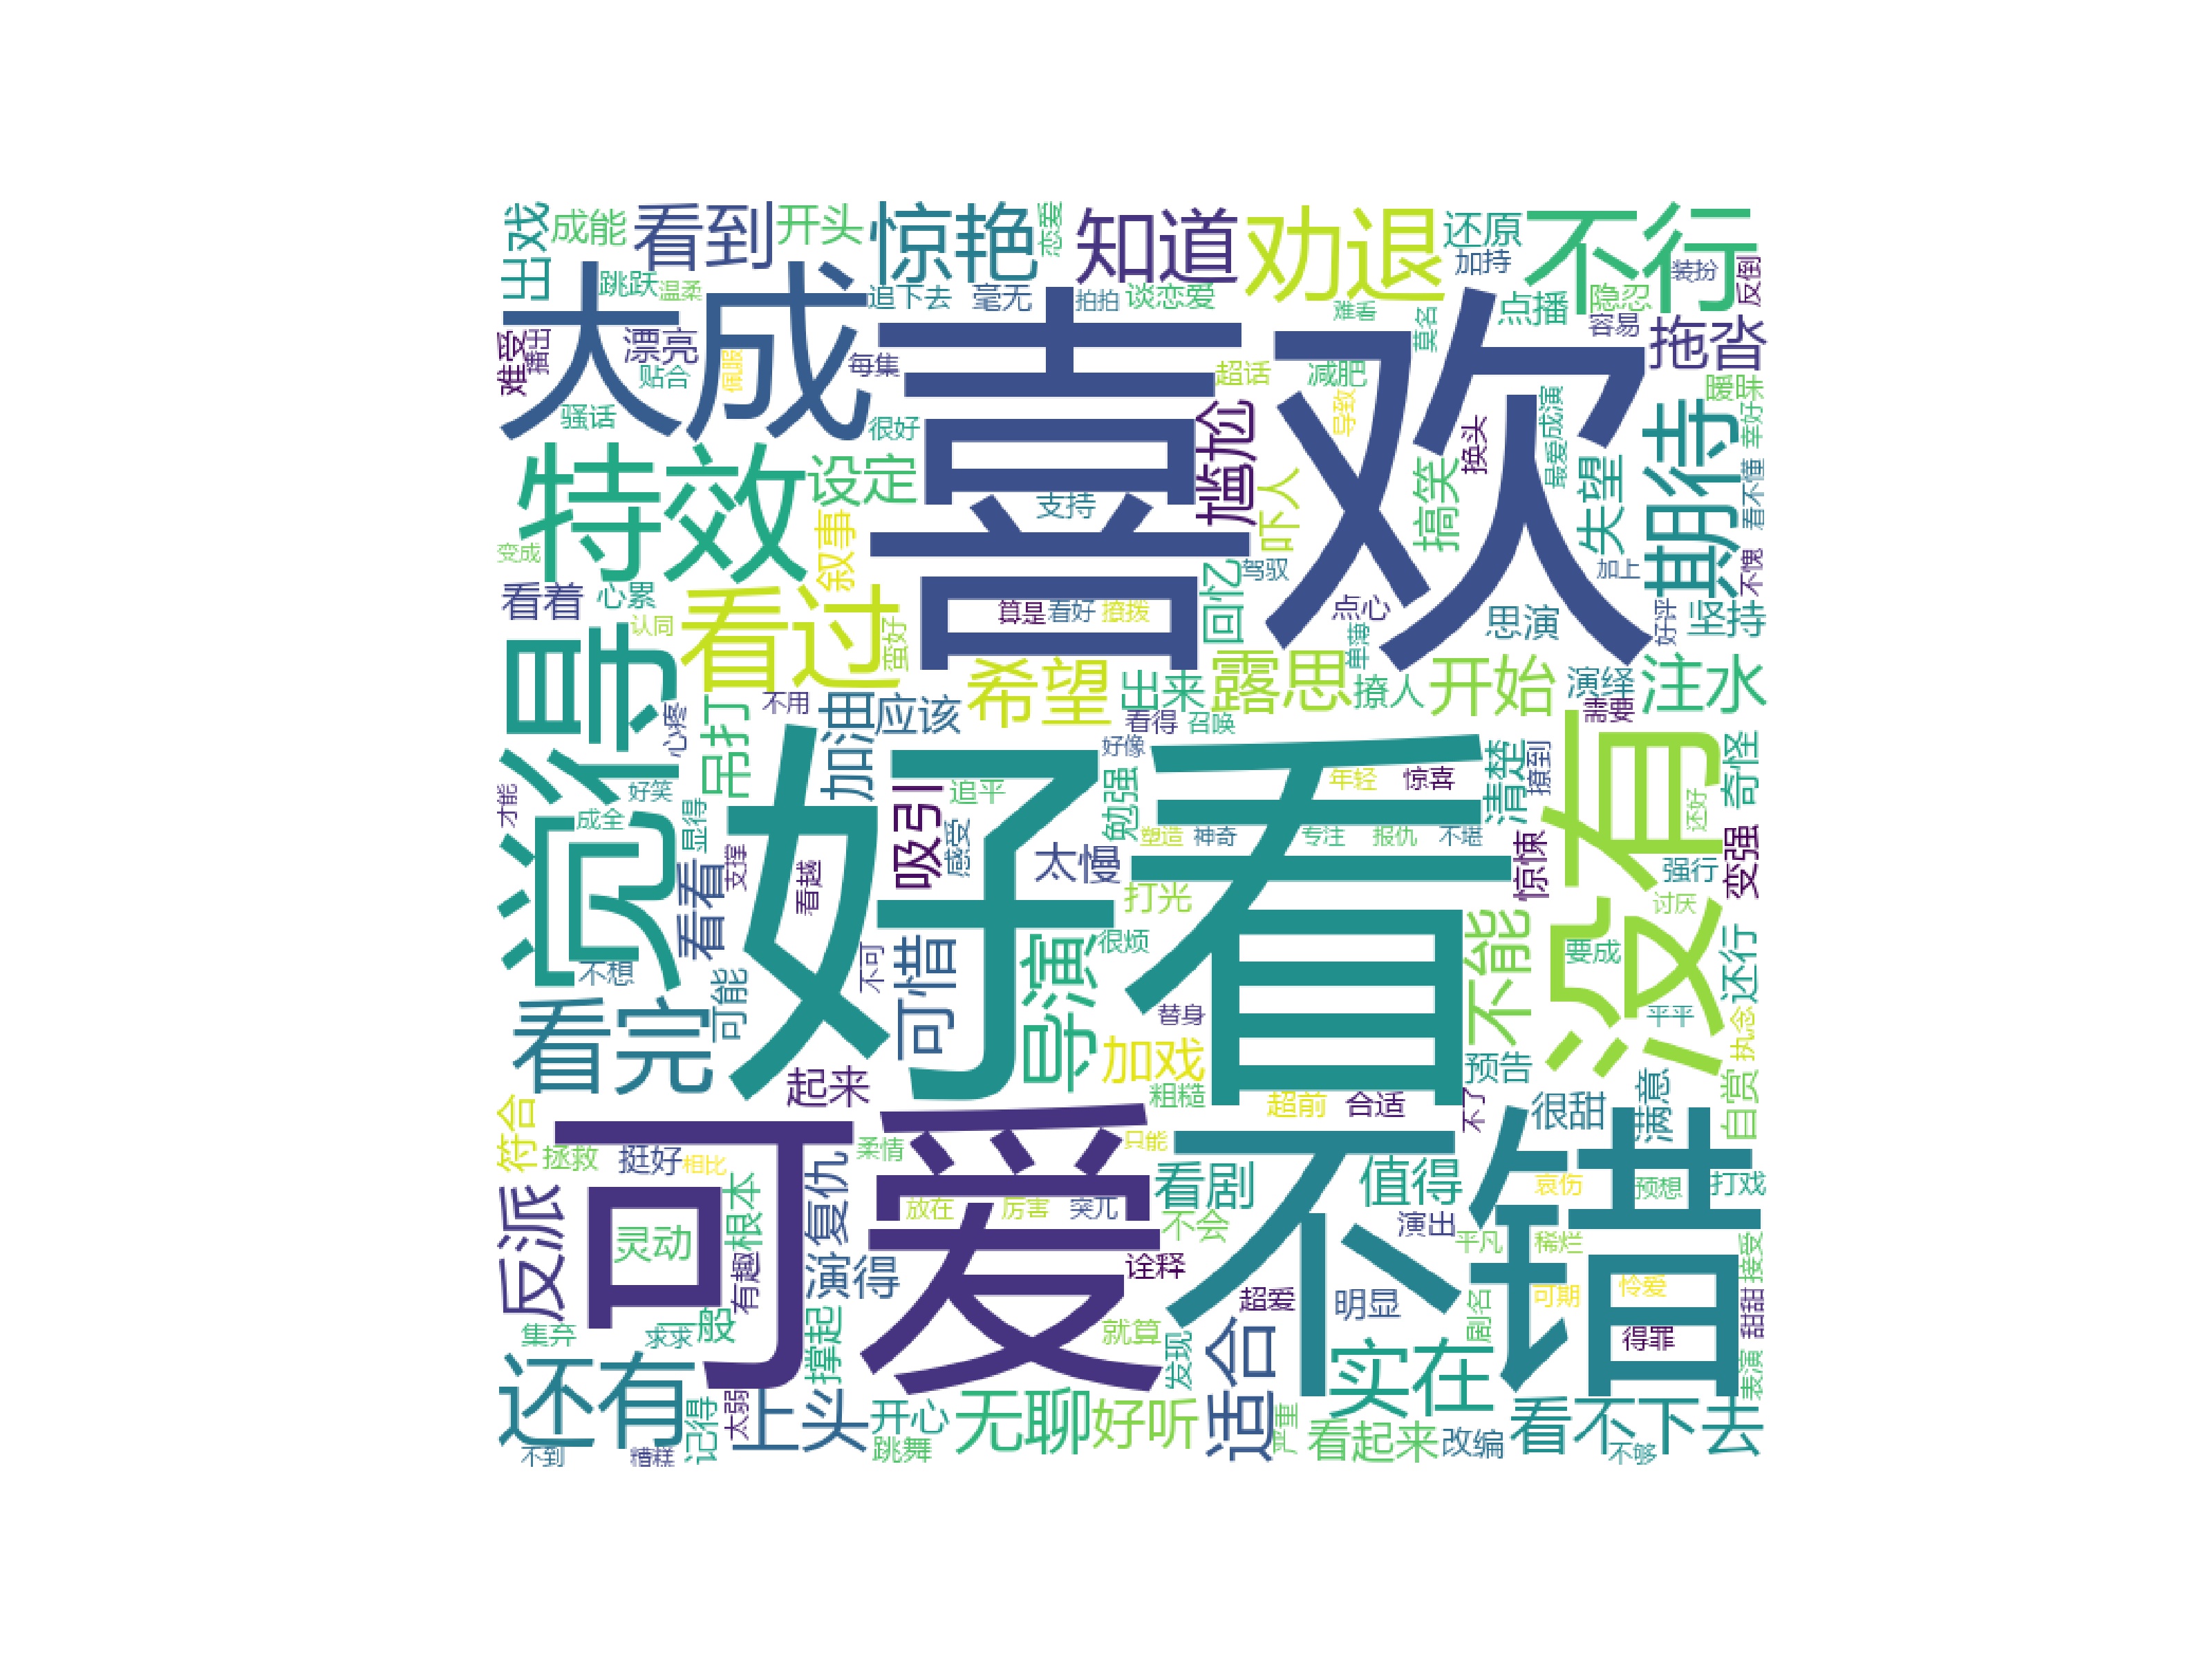 出戏
成能
看到
开头
惊艳
恋爱
知道
劝退
还原
加持
不行
装扮
反倒
跳跃
温柔
大成
追下去
毫无
拍拍
谈恋爱
喜欢
难看
莫名
点播
隐忍
容易
拖沓
难受
播出
漂亮
贴合
佩服
每集
超话
减肥
导致
暧昧
骚话
很好
尴尬
换头
最爱成演
幸好
期待
特效
设定
支持
吓人
搞笑
失望
看不懂
变成
叙事
驾驭
加上
不愧
看着
心累
看过
算是
看好
撩拨
回忆
点心
思演
好评
坚持
觉得
认同
蛮好
希望
出来
露思
单薄
撩人
开始
演绎
需要
注水
心疼
吊打
不用
加油
应该
看得
召唤
好看
好像
年轻
惊喜
清楚
撩到
没有
奇怪
才能
好笑
成全
显得
吸引
追平
勉强
感受
塑造
神奇
专注
报仇
不堪
还好
看看
支撑
看越
太慢
打光
惊悚
强行
变强
讨厌
不想
可能
不可
可惜
导演
很烦
不能
要成
还行
看完
替身
平平
执念
起来
加戏
预告
粗糙
超前
合适
不了
很甜
满意
自赏
符合
拯救
挺好
相比
可爱
柔情
只能
不错
反派
灵动
根本
复仇
放在
厉害
突兀
看剧
值得
哀伤
预想
打戏
不会
演出
平凡
稀烂
接受
有趣
演得
诠释
超爱
明显
剧名
可期
怜爱
甜甜
集弃
求求
一般
撑起
就算
发现
适合
实在
得罪
表演
还有
记得
太弱
上头
开心
跳舞
无聊
好听
严重
看起来
改编
看不下去
不到
糟糕
不够